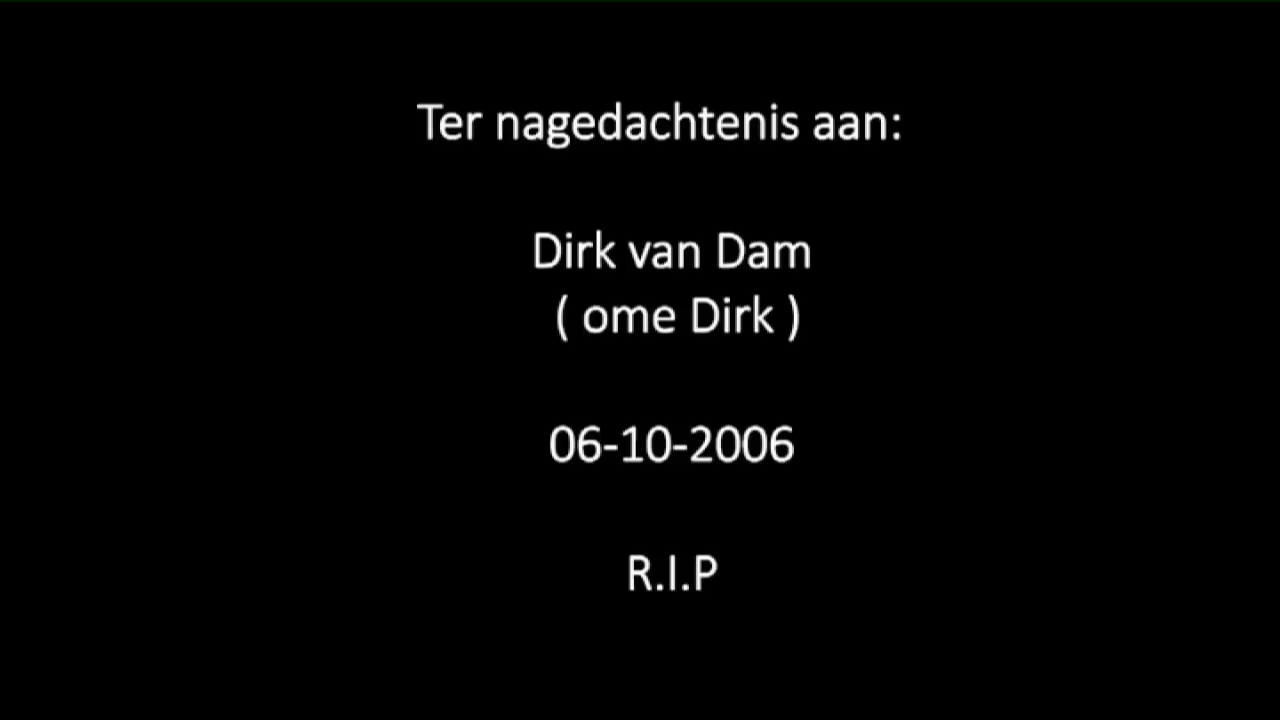 Ter nagedachtenis aan:
Dirk van Dam
( ome Dirk )
06-10-2006
R.I.P